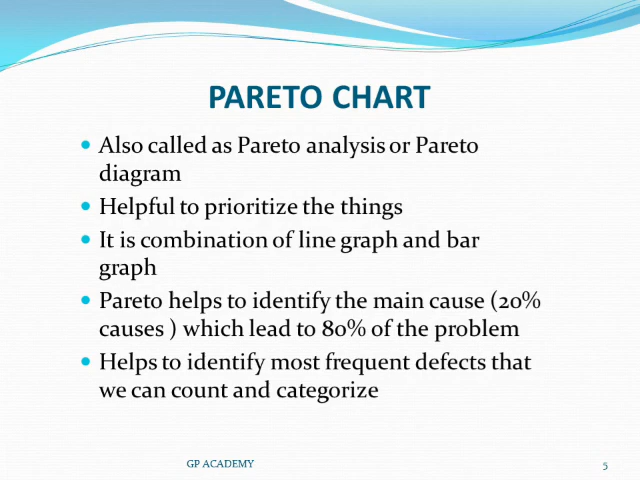 PARETO CHART
• Also called as Pareto analysis or Pareto
diagram
• Helpful to prioritize the things
• It is combination of line graph and bar
graph
• Pareto helps to identify the main cause (20%
causes ) which lead to 80% of the problem
• Helps to identify most frequent defects that
we can count and categorize
GP ACADEMY
5